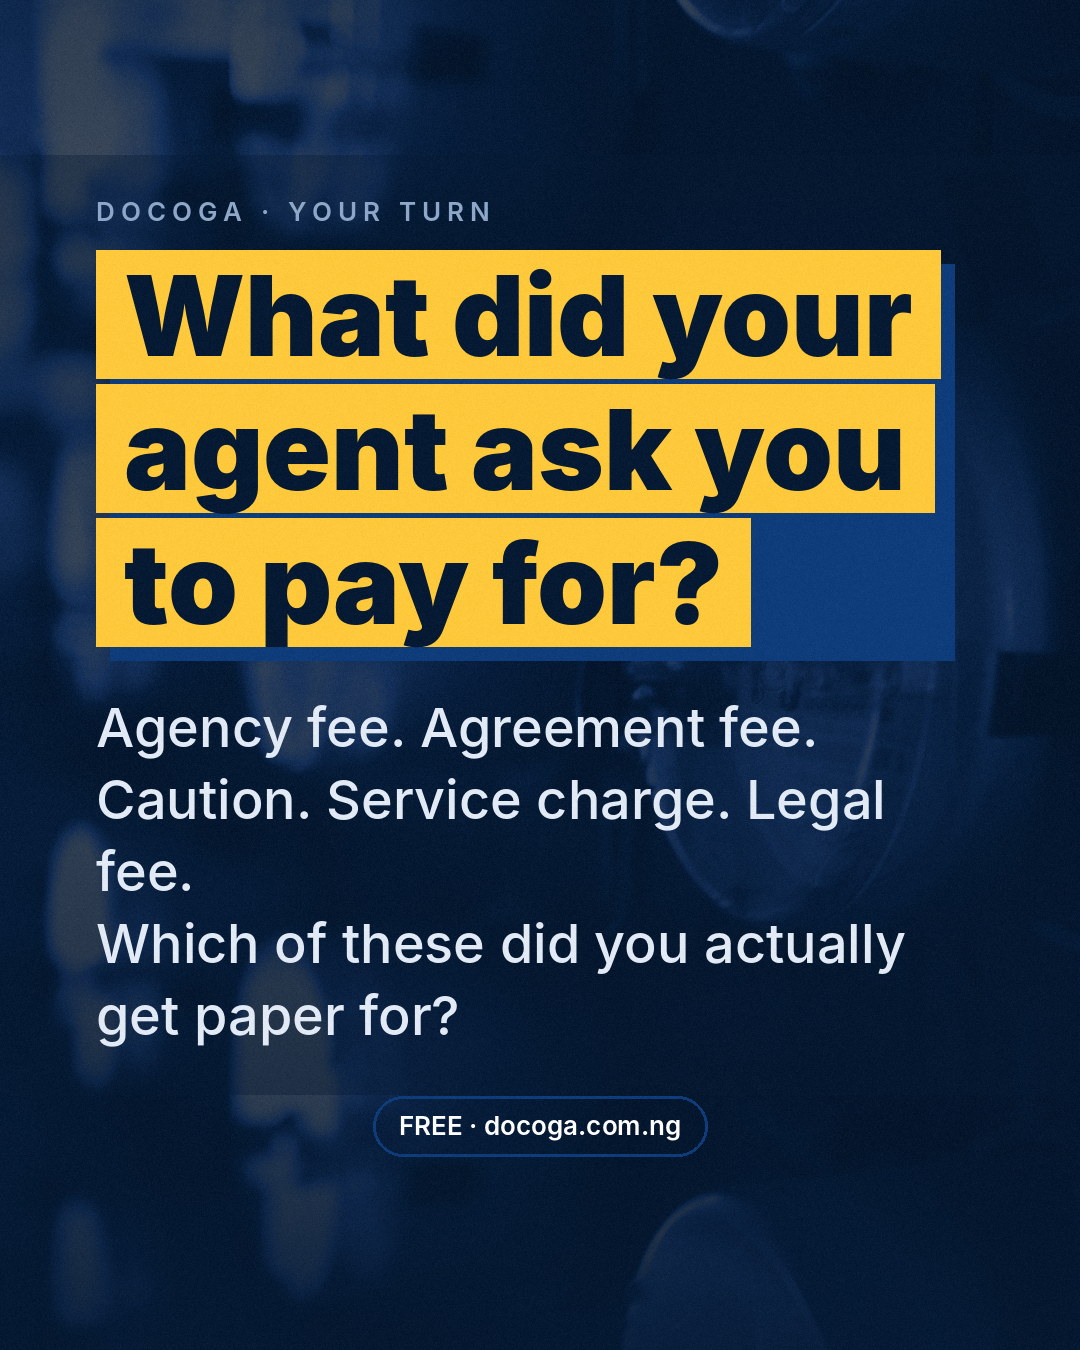 DOCOGA · YOUR TURN
What did your
agent ask you
to pay for?
Agency fee. Agreement fee.
Caution. Service charge. Legal
fee.
Which of these did you actually
get paper for?
FREE · docoga.com.ng